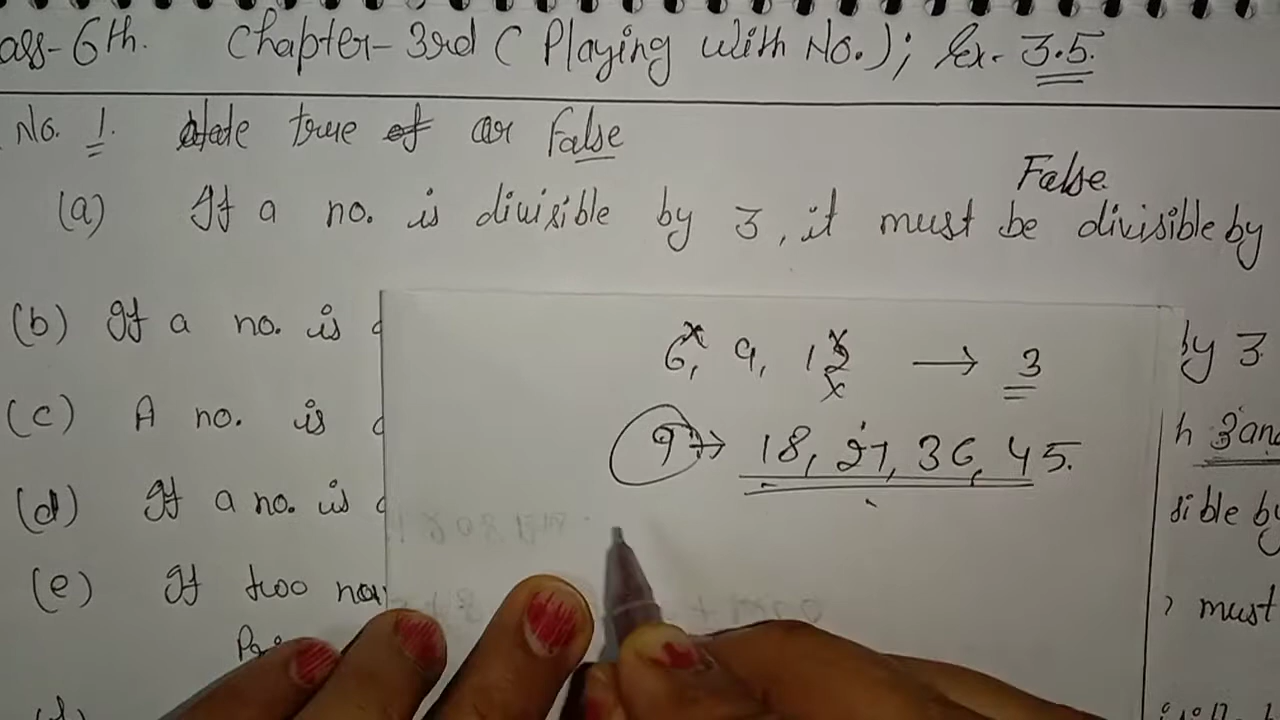 ass-6th. Chapter-3rd ( Playing with No.); Ex- 3.5.
No. 1. State true or False
False.
(a) If a no. is divisible by 3, it must be divisible by
(b) If a no. is by 3
6, 9, 12 → 3
(c) A no. is h 3 and
9 → 18, 27, 36, 45.
(d) If a no. is sible by
(e) If two no
must